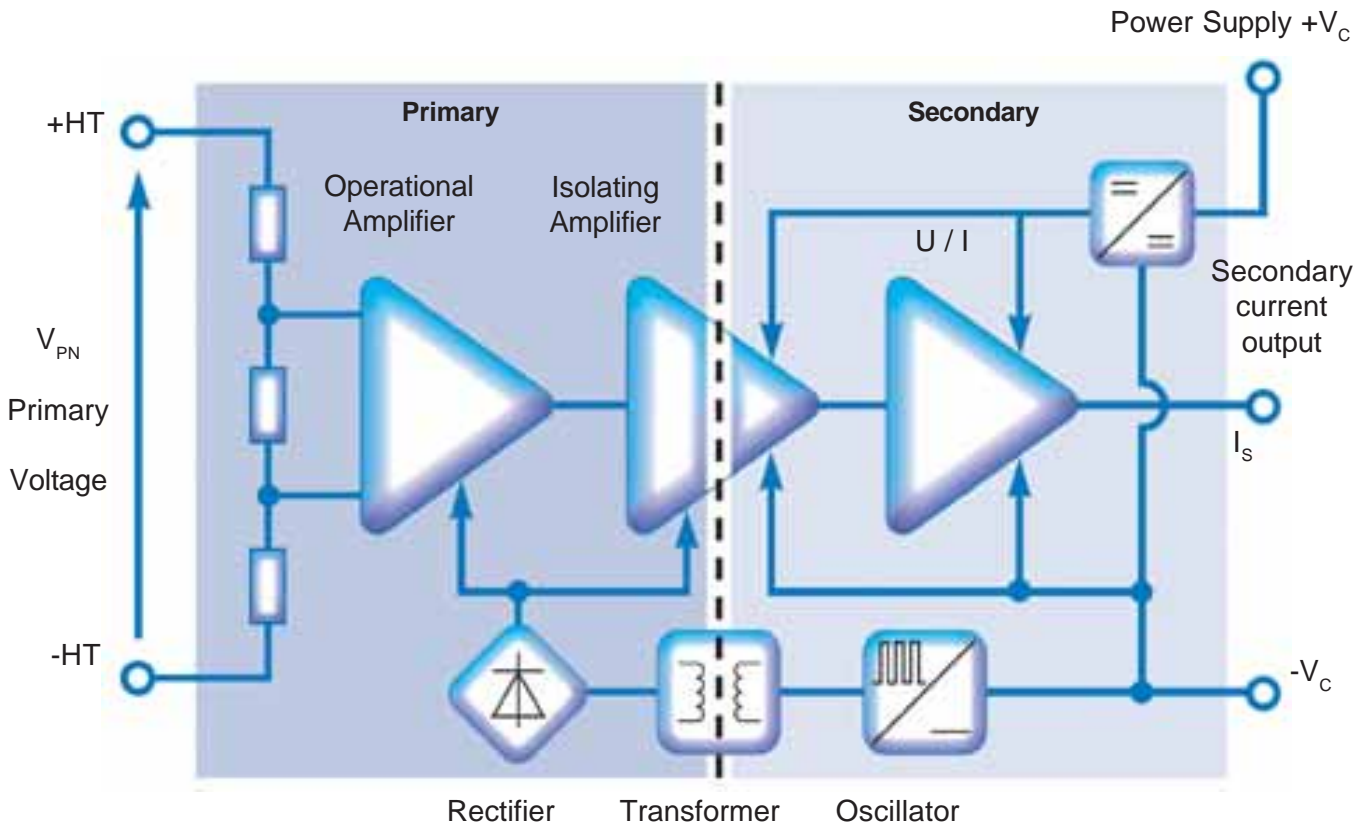 Power Supply +V_C
Primary
Secondary
+HT
Operational
Amplifier
Isolating
Amplifier
U / I
Secondary
current
output
V_PN
Primary
Voltage
I_S
-HT
-V_C
Rectifier
Transformer
Oscillator